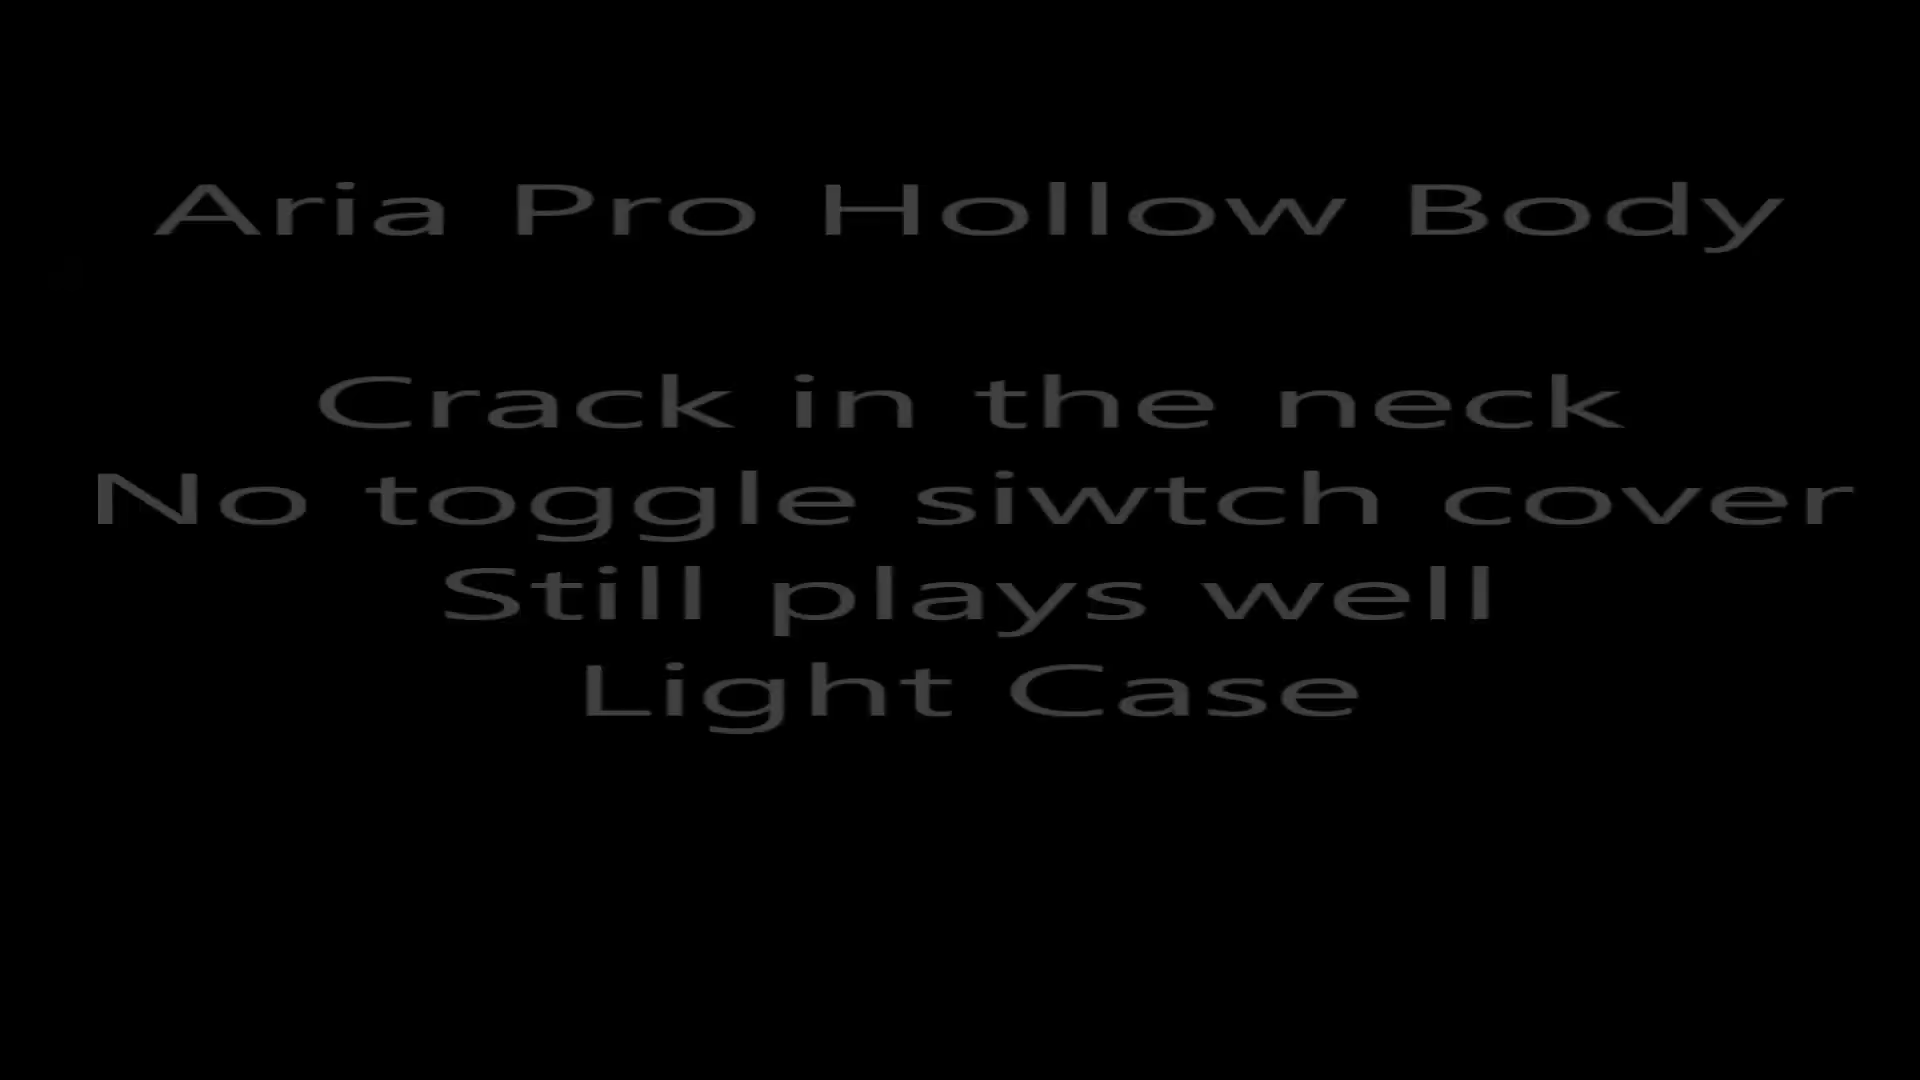 Aria Pro Hollow Body
Crack in the neck
No toggle siwtch cover
Still plays well
Light Case